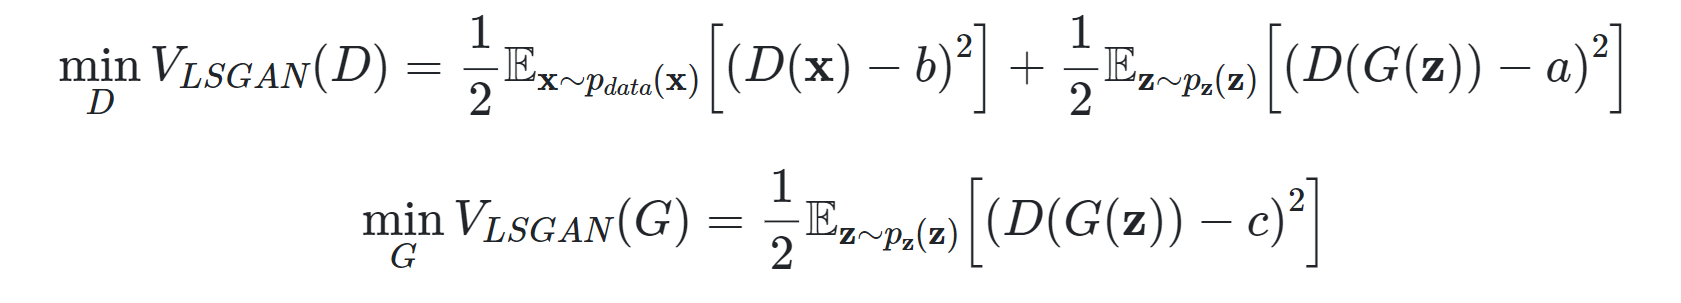 \min_{D} V_{LSGAN}(D) = \frac{1}{2} \mathbb{E}_{\mathbf{x} \sim p_{data}(\mathbf{x})} \left[ (D(\mathbf{x}) - b)^2 \right] + \frac{1}{2} \mathbb{E}_{\mathbf{z} \sim p_{\mathbf{z}}(\mathbf{z})} \left[ (D(G(\mathbf{z})) - a)^2 \right]
\min_{G} V_{LSGAN}(G) = \frac{1}{2} \mathbb{E}_{\mathbf{z} \sim p_{\mathbf{z}}(\mathbf{z})} \left[ (D(G(\mathbf{z})) - c)^2 \right]